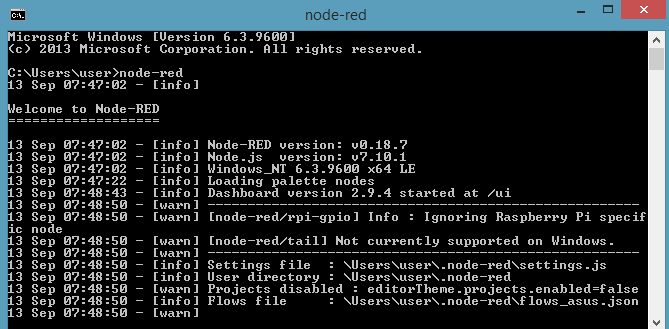 node-red
Microsoft Windows [Version 6.3.9600]
(c) 2013 Microsoft Corporation. All rights reserved.
C:\Users\user>node-red
13 Sep 07:47:02 - [info]
Welcome to Node-RED
===================
13 Sep 07:47:02 - [info] Node-RED version: v0.18.7
13 Sep 07:47:02 - [info] Node.js  version: v7.10.1
13 Sep 07:47:02 - [info] Windows_NT 6.3.9600 x64 LE
13 Sep 07:47:22 - [info] Loading palette nodes
13 Sep 07:48:43 - [info] Dashboard version 2.9.4 started at /ui
13 Sep 07:48:50 - [warn] ------------------------------------------------------
13 Sep 07:48:50 - [warn] [node-red/rpi-gpio] Info : Ignoring Raspberry Pi specif
ic node
13 Sep 07:48:50 - [warn] [node-red/tail] Not currently supported on Windows.
13 Sep 07:48:50 - [warn] ------------------------------------------------------
13 Sep 07:48:50 - [info] Settings file  : \Users\user\.node-red\settings.js
13 Sep 07:48:50 - [info] User directory : \Users\user\.node-red
13 Sep 07:48:50 - [warn] Projects disabled : editorTheme.projects.enabled=false
13 Sep 07:48:50 - [info] Flows file     : \Users\user\.node-red\flows_asus.json
13 Sep 07:48:50 - [warn]